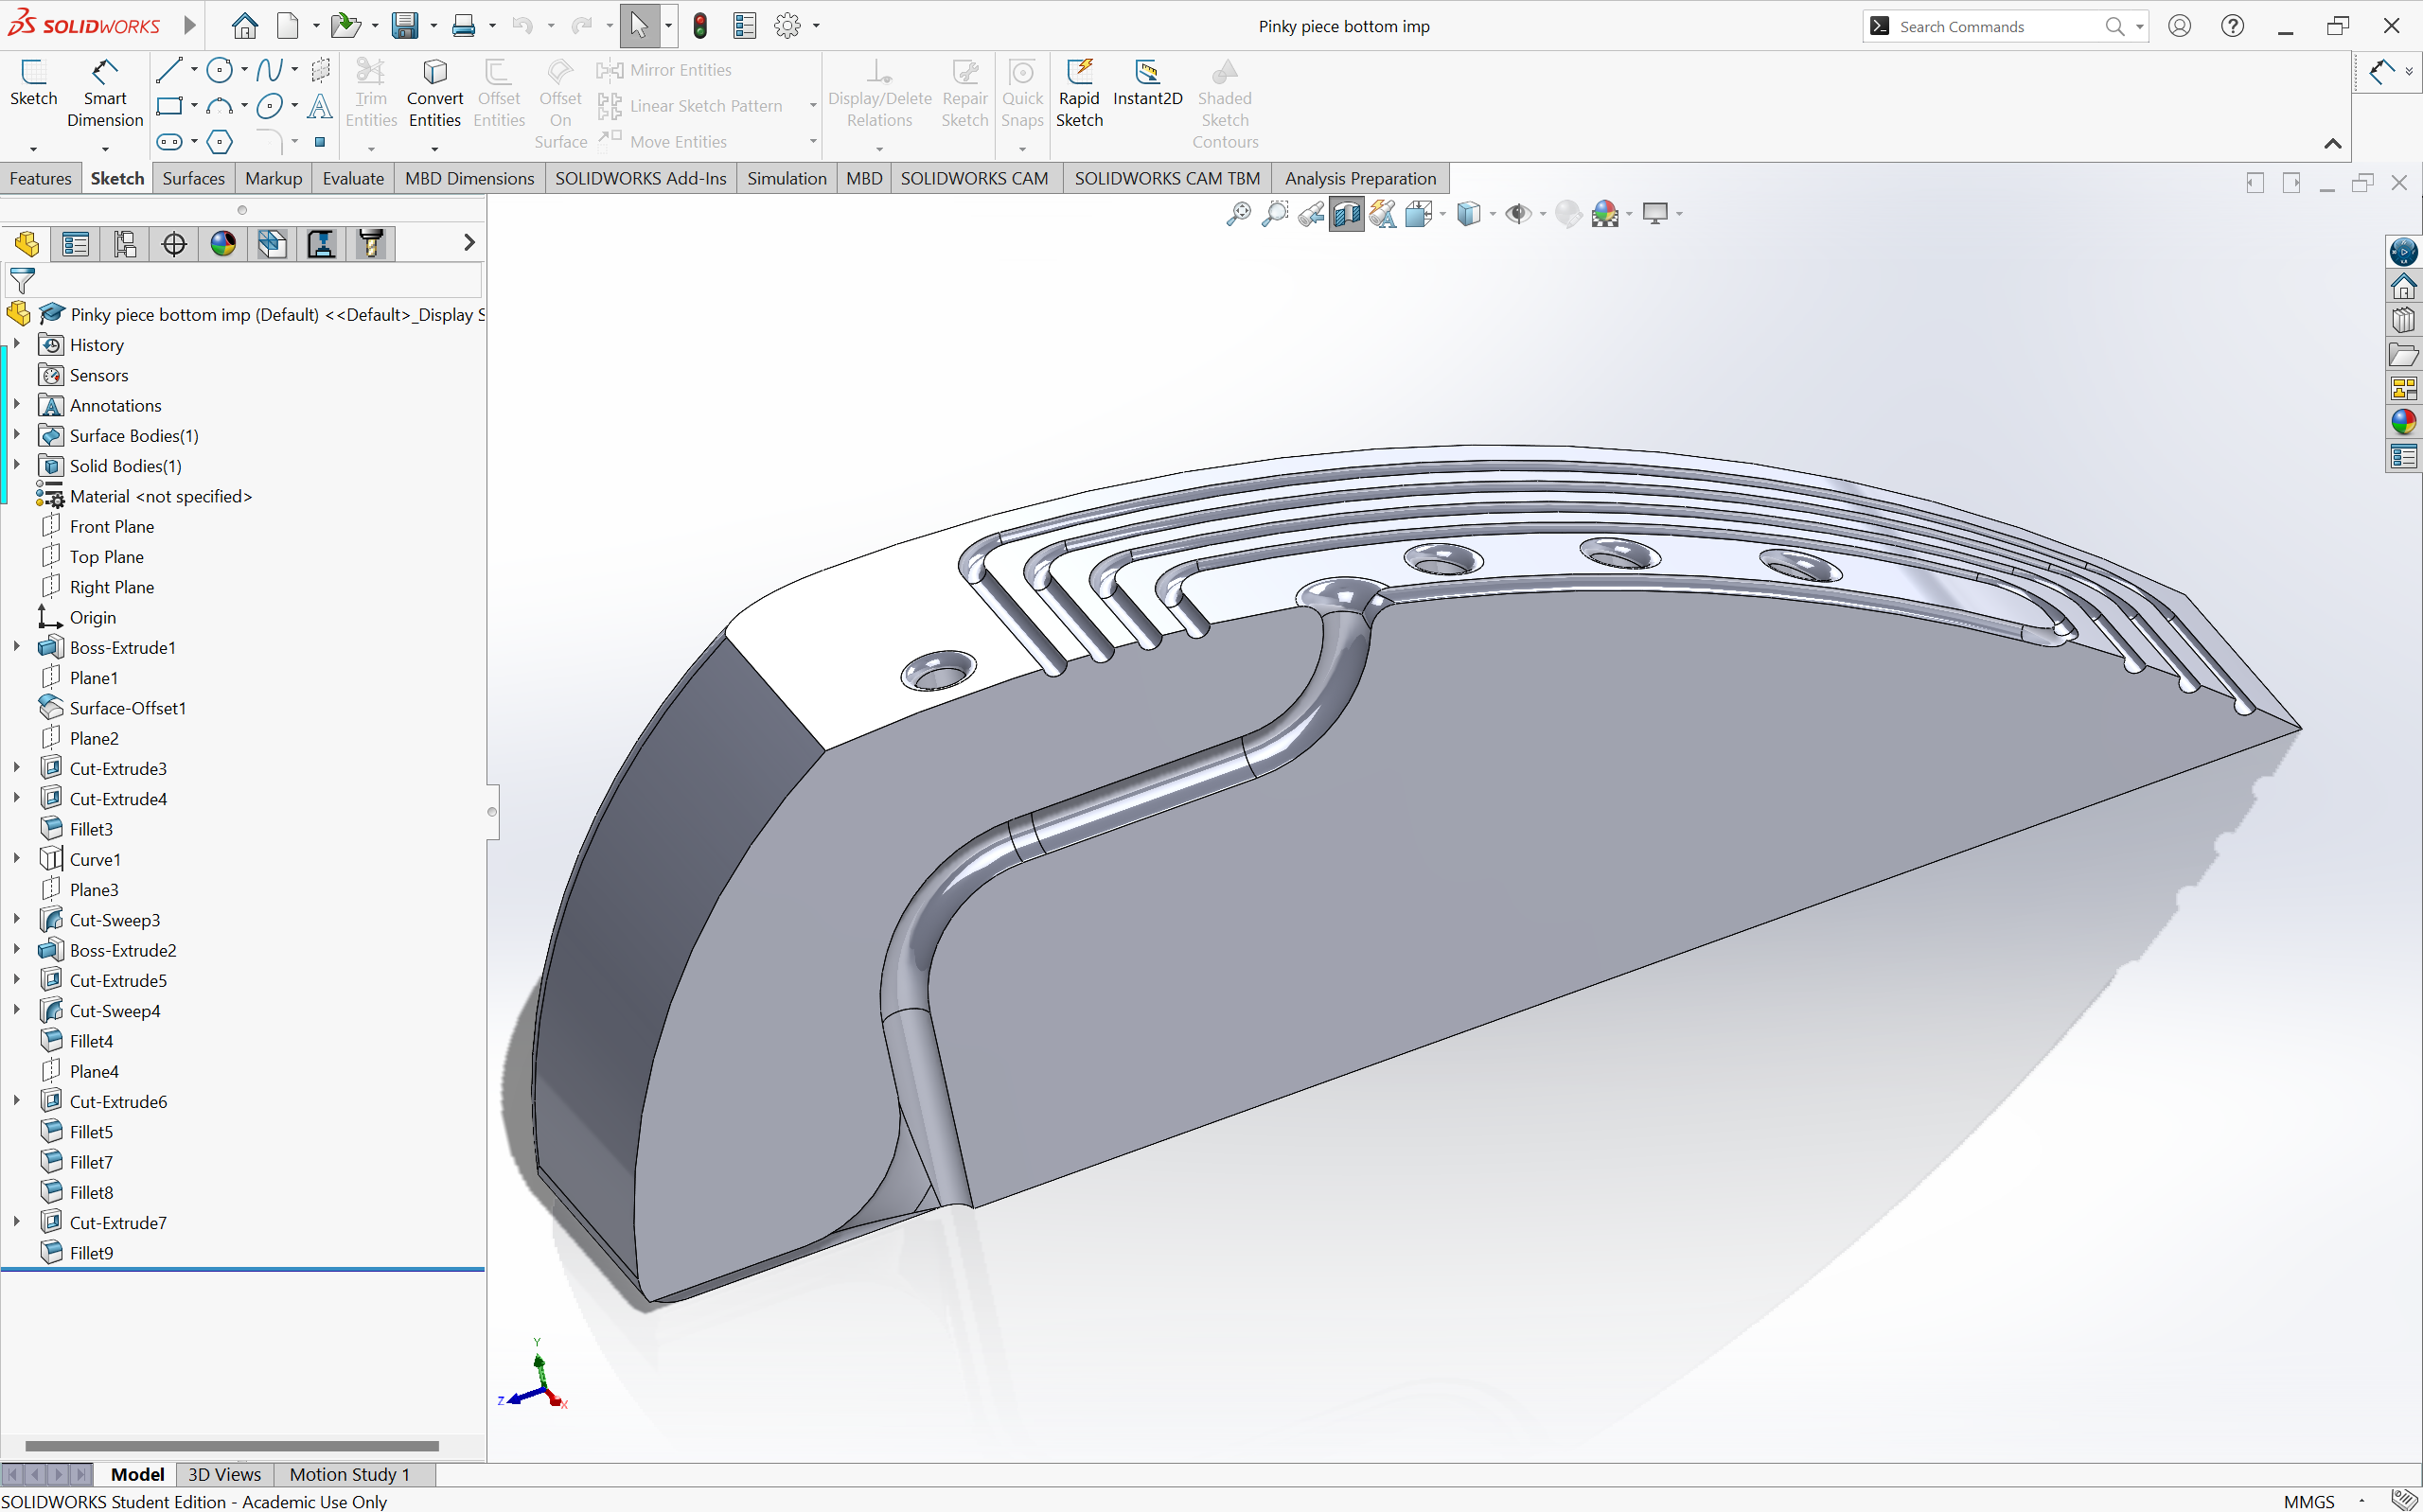 SOLIDWORKS
Pinky piece bottom imp
Search Commands
Sketch
Smart Dimension
Trim Entities
Convert Entities
Offset Entities
Offset On Surface
Mirror Entities
Linear Sketch Pattern
Move Entities
Display/Delete Relations
Repair Sketch
Quick Snaps
Rapid Sketch
Instant2D
Shaded Sketch Contours
Features
Sketch
Surfaces
Markup
Evaluate
MBD Dimensions
SOLIDWORKS Add-Ins
Simulation
MBD
SOLIDWORKS CAM
SOLIDWORKS CAM TBM
Analysis Preparation
Pinky piece bottom imp (Default) <<Default>_Display S
History
Sensors
Annotations
Surface Bodies(1)
Solid Bodies(1)
Material <not specified>
Front Plane
Top Plane
Right Plane
Origin
Boss-Extrude1
Plane1
Surface-Offset1
Plane2
Cut-Extrude3
Cut-Extrude4
Fillet3
Curve1
Plane3
Cut-Sweep3
Boss-Extrude2
Cut-Extrude5
Cut-Sweep4
Fillet4
Plane4
Cut-Extrude6
Fillet5
Fillet7
Fillet8
Cut-Extrude7
Fillet9
Y
Z
X
Model
3D Views
Motion Study 1
SOLIDWORKS Student Edition - Academic Use Only
MMGS